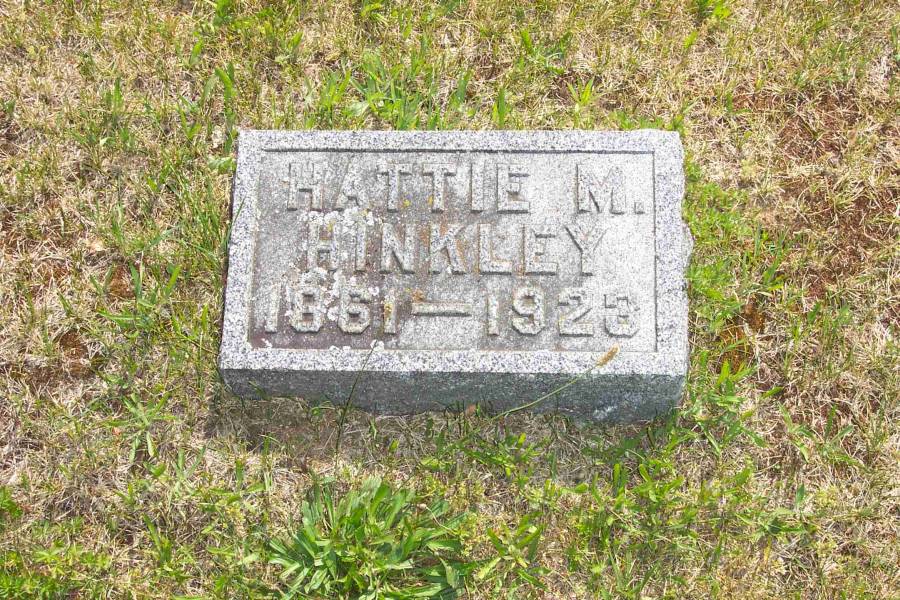 HATTIE M.
HINKLEY
1861 — 1923